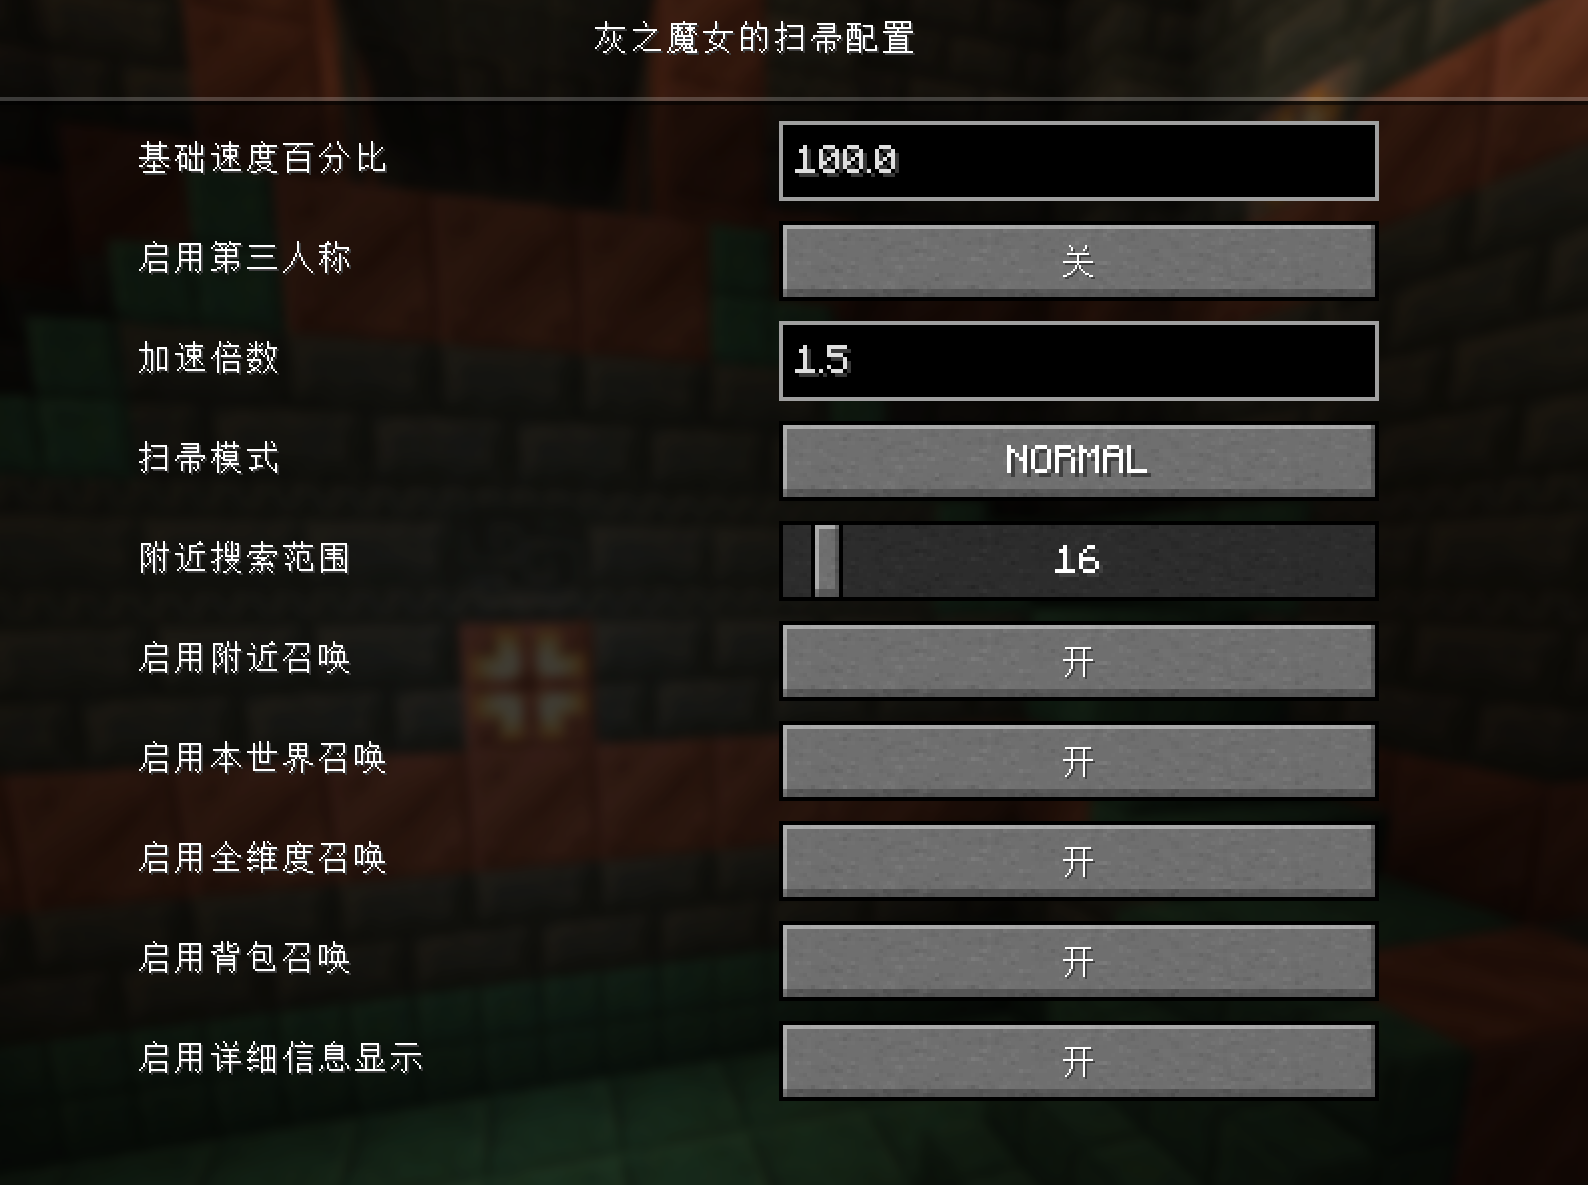 灰之魔女的扫帚配置
基础速度百分比 100.0
启用第三人称 关
加速倍数 1.5
扫帚模式 NORMAL
附近搜索范围 16
启用附近召唤 开
启用本世界召唤 开
启用全维度召唤 开
启用背包召唤 开
启用详细信息显示 开